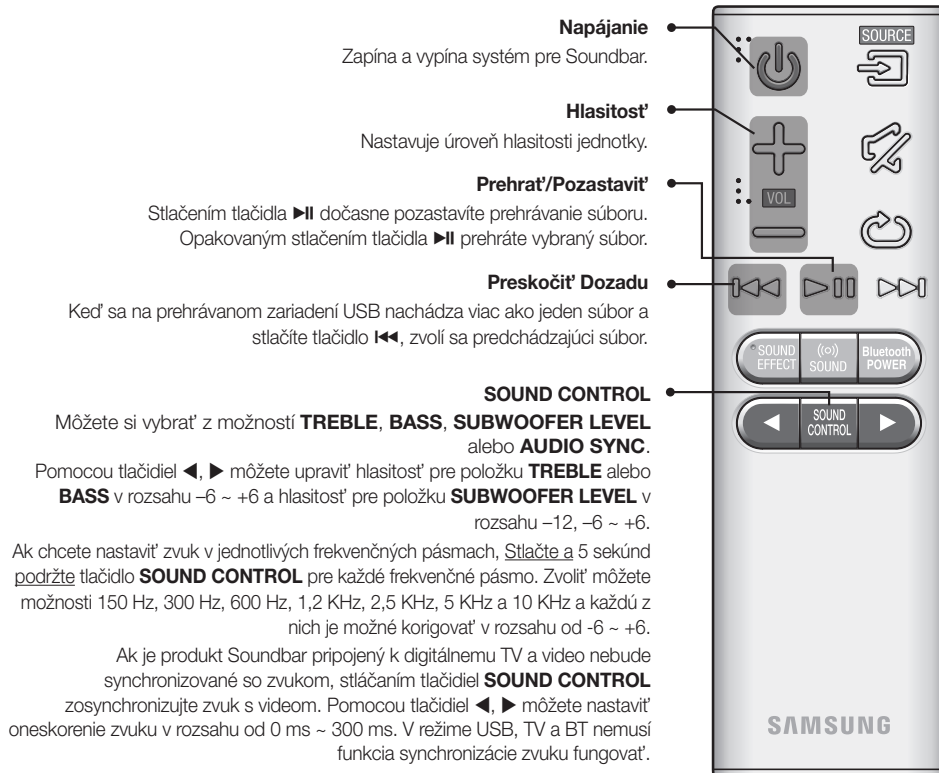 Napájanie
Zapína a vypína systém pre Soundbar.
Hlasitosť
Nastavuje úroveň hlasitosti jednotky.
Prehrať/Pozastaviť
Stlačením tlačidla ►II dočasne pozastavíte prehrávanie súboru.
Opakovaným stlačením tlačidla ►II prehráte vybraný súbor.
Preskočiť Dozadu
Keď sa na prehrávanom zariadení USB nachádza viac ako jeden súbor a
stlačíte tlačidlo I◄◄, zvolí sa predchádzajúci súbor.
SOUND CONTROL
Môžete si vybrať z možností TREBLE, BASS, SUBWOOFER LEVEL
alebo AUDIO SYNC.
Pomocou tlačidiel ◄, ► môžete upraviť hlasitosť pre položku TREBLE alebo
BASS v rozsahu –6 ~ +6 a hlasitosť pre položku SUBWOOFER LEVEL v
rozsahu –12, –6 ~ +6.
Ak chcete nastaviť zvuk v jednotlivých frekvenčných pásmach, Stlačte a 5 sekúnd
podržte tlačidlo SOUND CONTROL pre každé frekvenčné pásmo. Zvoliť môžete
možnosti 150 Hz, 300 Hz, 600 Hz, 1,2 KHz, 2,5 KHz, 5 KHz a 10 KHz a každú z
nich je možné korigovať v rozsahu od -6 ~ +6.
Ak je produkt Soundbar pripojený k digitálnemu TV a video nebude
synchronizované so zvukom, stláčaním tlačidiel SOUND CONTROL
zosynchronizujte zvuk s videom. Pomocou tlačidiel ◄, ► môžete nastaviť
oneskorenie zvuku v rozsahu od 0 ms ~ 300 ms. V režime USB, TV a BT nemusí
funkcia synchronizácie zvuku fungovať.
SOURCE
VOL
SOUND
EFFECT
SOUND
Bluetooth
POWER
SOUND
CONTROL
SAMSUNG